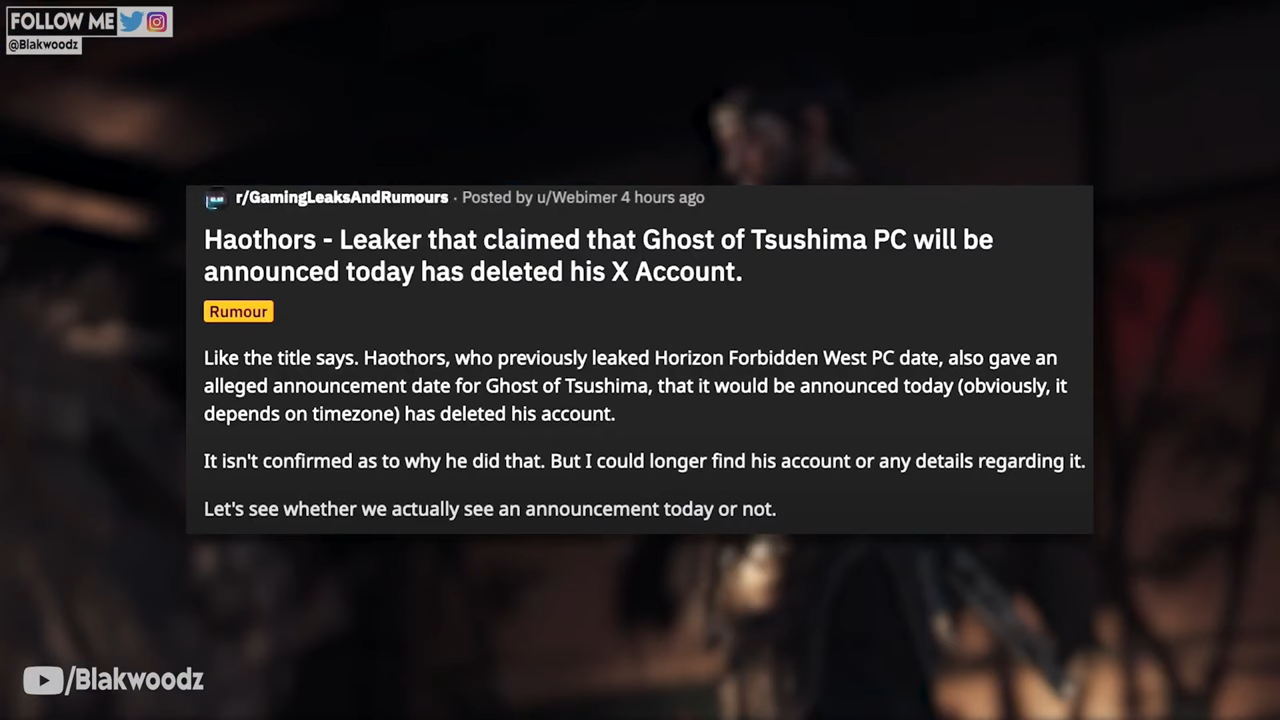 FOLLOW ME
@Blakwoodz
r/GamingLeaksAndRumours · Posted by u/Webimer 4 hours ago
Haothors - Leaker that claimed that Ghost of Tsushima PC will be
announced today has deleted his X Account.
Rumour
Like the title says. Haothors, who previously leaked Horizon Forbidden West PC date, also gave an
alleged announcement date for Ghost of Tsushima, that it would be announced today (obviously, it
depends on timezone) has deleted his account.
It isn't confirmed as to why he did that. But I could longer find his account or any details regarding it.
Let's see whether we actually see an announcement today or not.
/Blakwoodz